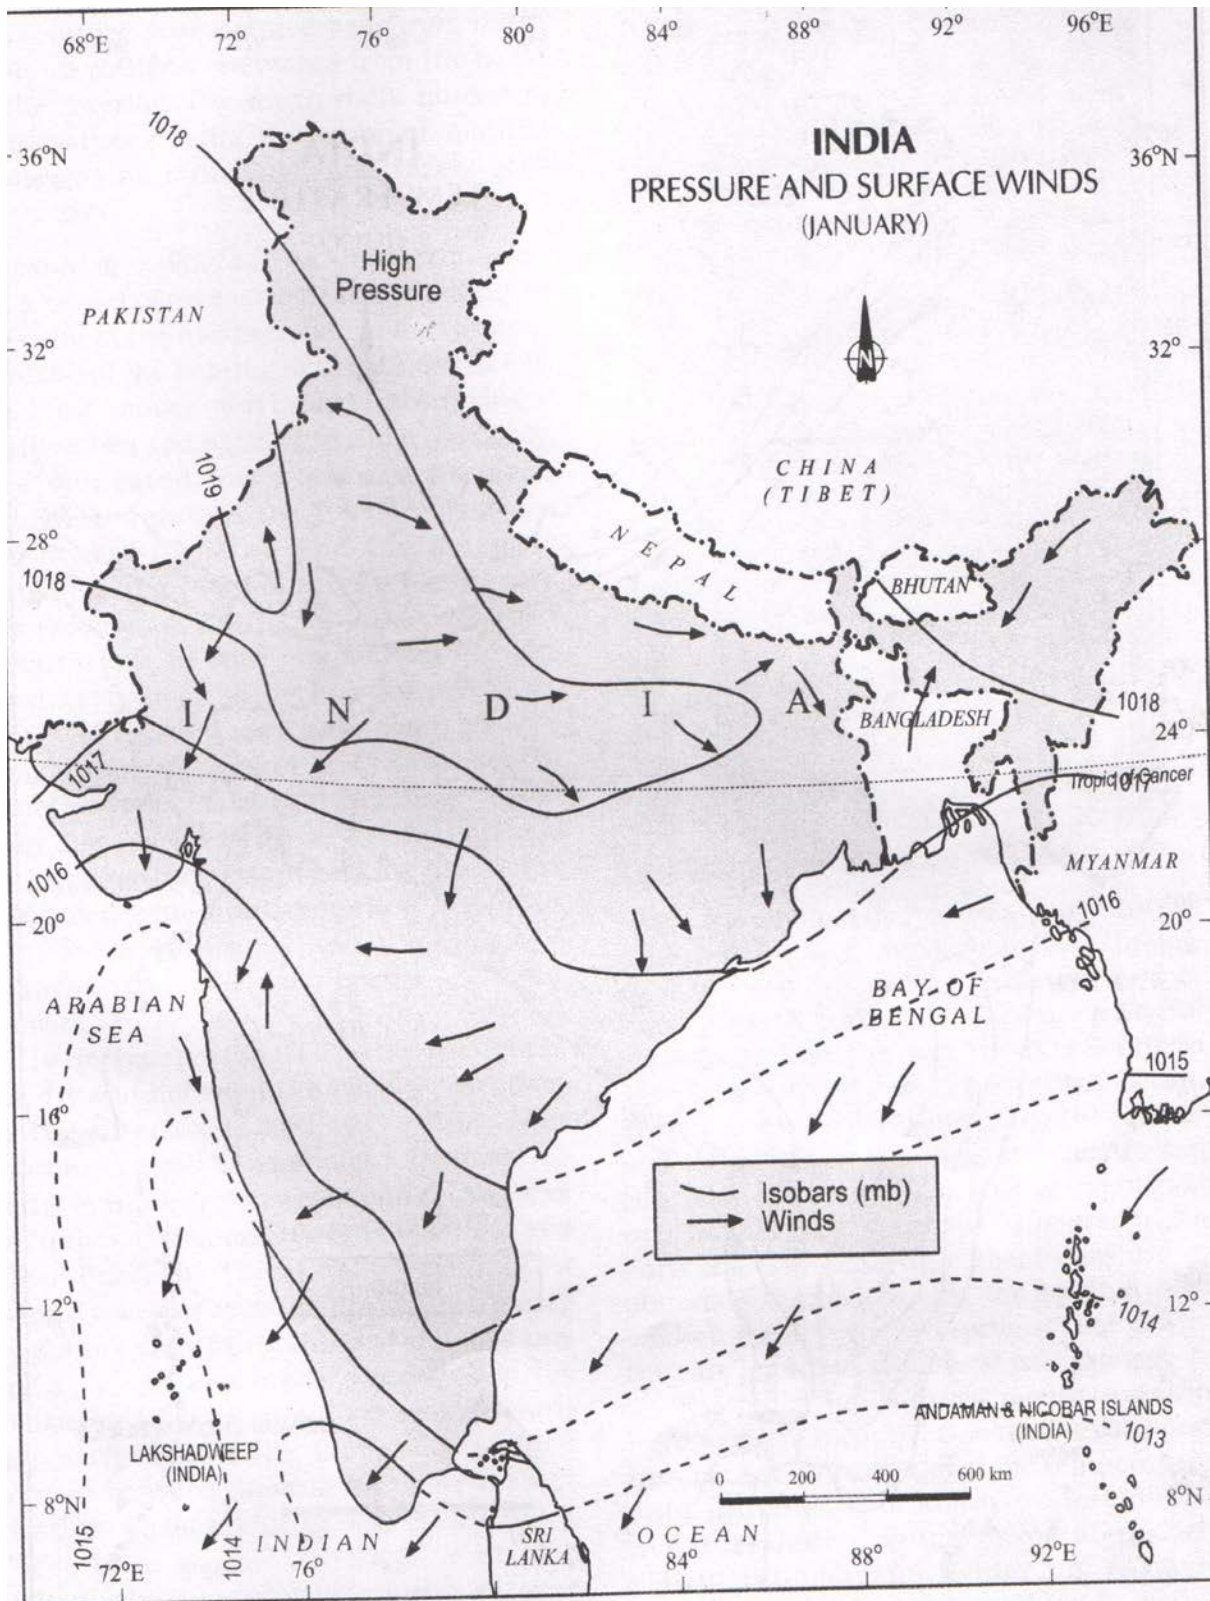 68°E 72° 76° 80° 84° 88° 92° 96°E
1018
36°N
INDIA
36°N
PRESSURE AND SURFACE WINDS
(JANUARY)
High
Pressure
PAKISTAN
N
32°
32°
CHINA
(TIBET)
1019
28°
28°
NEPAL
BHUTAN
1018
I N D I A
BANGLADESH
1018
24°
1017
Tropic of Cancer
1017
MYANMAR
1016
1016
20°
20°
ARABIAN
SEA
BAY OF
BENGAL
1015
16°
16°
Isobars (mb)
Winds
12°
12°
1014
ANDAMAN & NICOBAR ISLANDS
(INDIA)
1013
LAKSHADWEEP
(INDIA)
0 200 400 600 km
8°N
8°N
1015
1014
INDIAN OCEAN
SRI
LANKA
72°E 76° 84° 88° 92°E